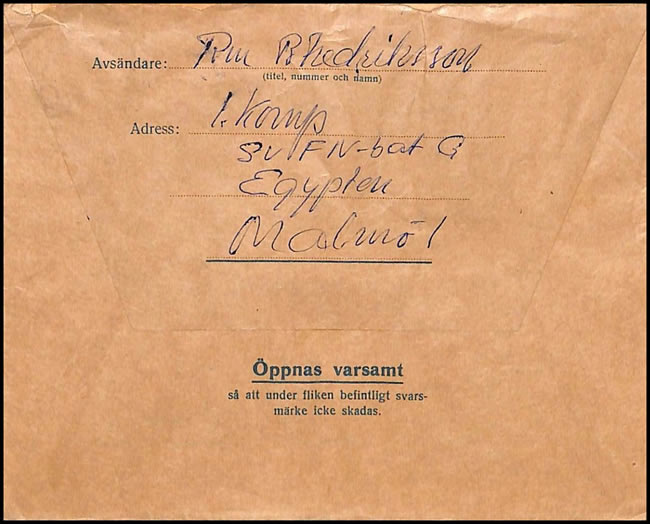 Avsändare: Rm B Fredriksson
(titel, nummer och namn)
Adress: 1. Komp
Sv FN-bat G
Egypten
Malmö 1
Öppnas varsamt
så att under fliken befintligt svars-
märke icke skadas.